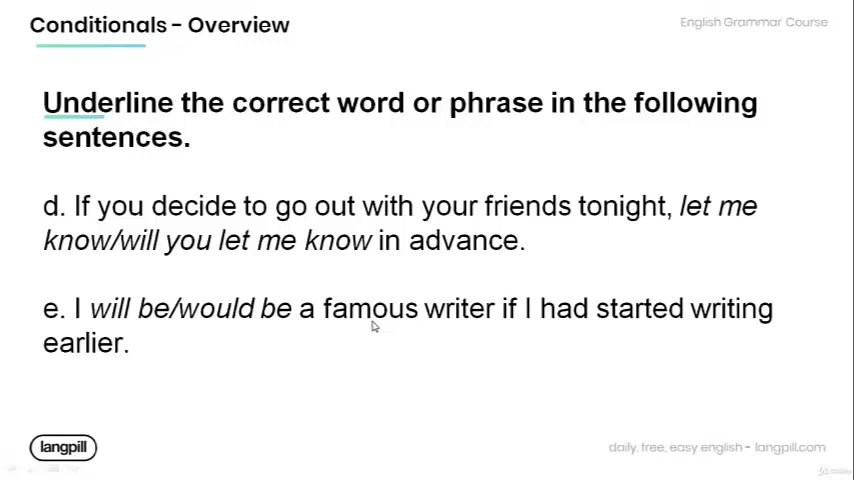 Conditionals - Overview
English Grammar Course
Underline the correct word or phrase in the following
sentences.
d. If you decide to go out with your friends tonight, let me
know/will you let me know in advance.
e. I will be/would be a famous writer if I had started writing
earlier.
langpill
daily, free, easy english - langpill.com